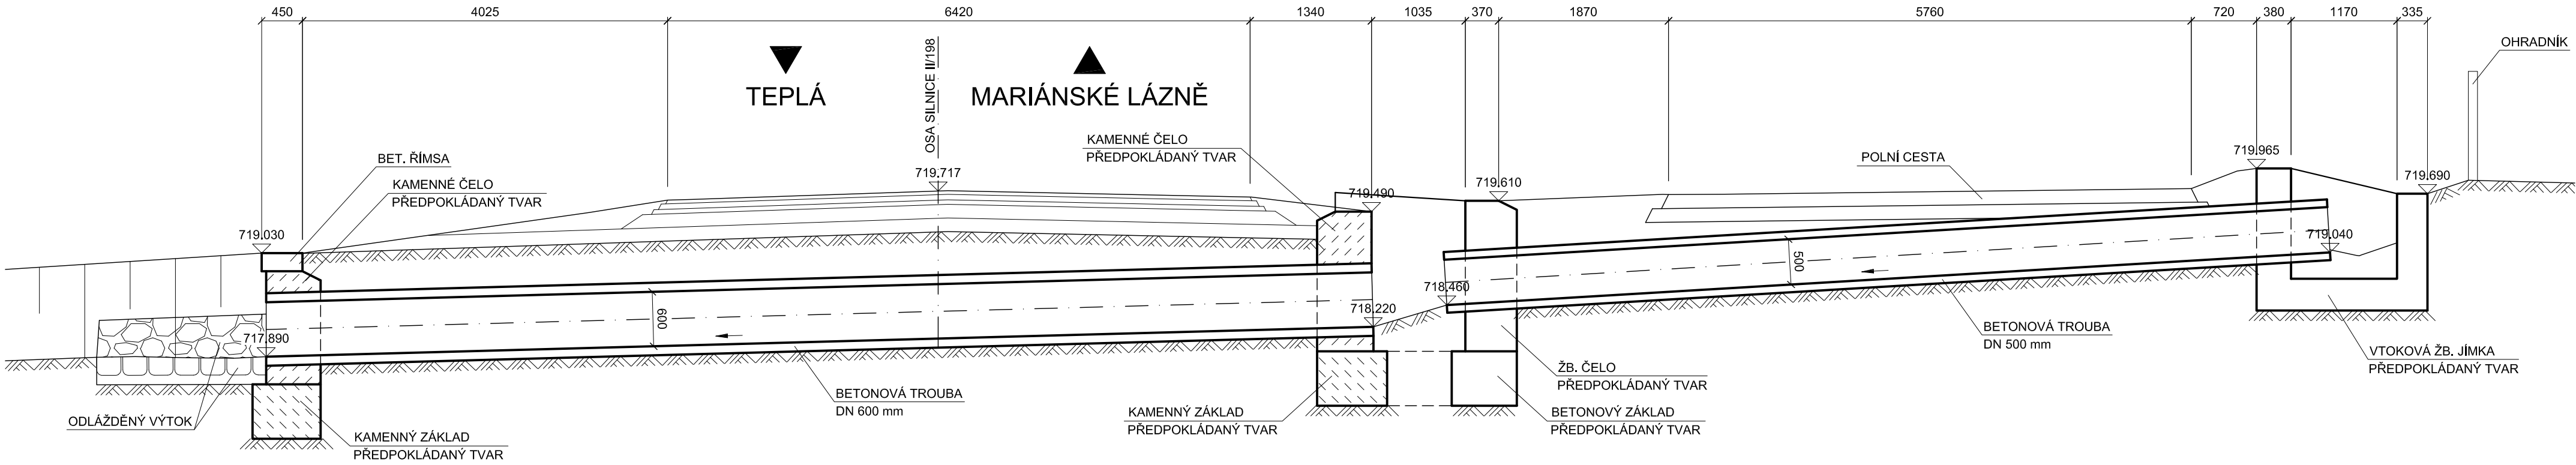 450
4025
6420
1340
1035
370
1870
5760
720
380
1170
335
OHRADNÍK
TEPLÁ
OSA SILNICE II/198
MARIÁNSKÉ LÁZNĚ
KAMENNÉ ČELO
PŘEDPOKLÁDANÝ TVAR
BET. ŘÍMSA
KAMENNÉ ČELO
PŘEDPOKLÁDANÝ TVAR
POLNÍ CESTA
719.965
719.717
719.490
719.610
719.690
719.030
719.040
500
718.460
600
718.220
717.890
BETONOVÁ TROUBA
DN 500 mm
VTOKOVÁ ŽB. JÍMKA
PŘEDPOKLÁDANÝ TVAR
ŽB. ČELO
PŘEDPOKLÁDANÝ TVAR
BETONOVÁ TROUBA
DN 600 mm
KAMENNÝ ZÁKLAD
PŘEDPOKLÁDANÝ TVAR
BETONOVÝ ZÁKLAD
PŘEDPOKLÁDANÝ TVAR
ODLÁŽDĚNÝ VÝTOK
KAMENNÝ ZÁKLAD
PŘEDPOKLÁDANÝ TVAR